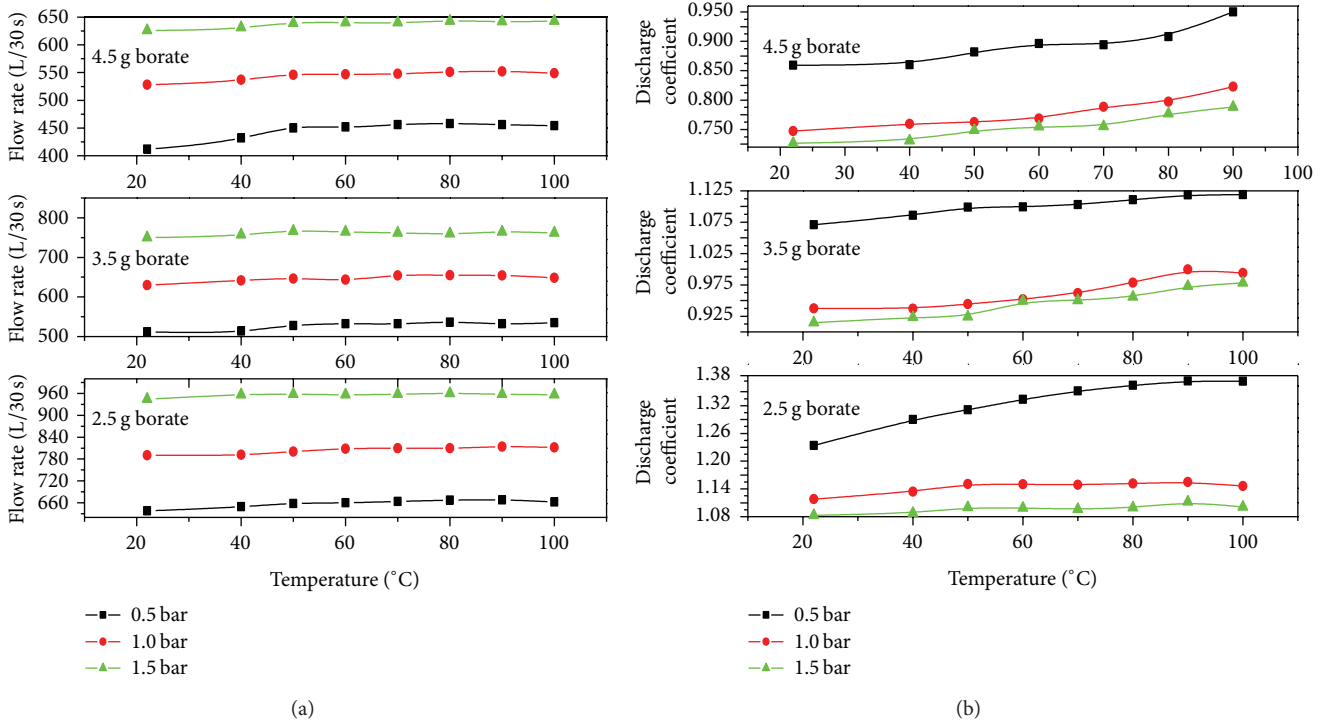 650
600
550
500
450
400
Flow rate (L/30 s)
4.5 g borate
20 40 60 80 100
800
700
600
500
Flow rate (L/30 s)
3.5 g borate
20 40 60 80 100
960
840
780
720
660
Flow rate (L/30 s)
2.5 g borate
20 40 60 80 100
Temperature (°C)
0.5 bar
1.0 bar
1.5 bar
(a)
0.950
0.900
0.850
0.800
0.750
Discharge
coefficient
4.5 g borate
20 30 40 50 60 70 80 90 100
1.125
1.075
1.025
0.975
0.925
Discharge
coefficient
3.5 g borate
20 40 60 80 100
1.38
1.32
1.26
1.20
1.14
1.08
Discharge
coefficient
2.5 g borate
20 40 60 80 100
Temperature (°C)
0.5 bar
1.0 bar
1.5 bar
(b)